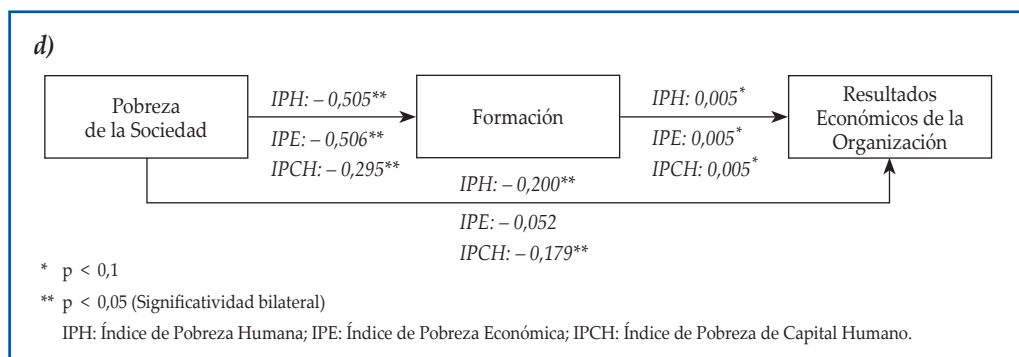 d)
Pobreza
de la Sociedad
IPH: – 0,505**
IPE: – 0,506**
IPCH: – 0,295**
Formación
IPH: 0,005*
IPE: 0,005*
IPCH: 0,005*
Resultados
Económicos de la
Organización
IPH: – 0,200**
IPE: – 0,052
IPCH: – 0,179**
* p < 0,1
** p < 0,05 (Significatividad bilateral)
IPH: Índice de Pobreza Humana; IPE: Índice de Pobreza Económica; IPCH: Índice de Pobreza de Capital Humano.